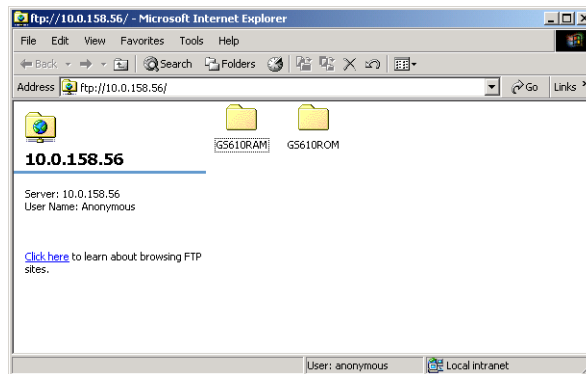 ftp://10.0.158.56/ - Microsoft Internet Explorer
File Edit View Favorites Tools Help
Back Search Folders
Address ftp://10.0.158.56/ Go Links »
GS610RAM GS610ROM
10.0.158.56
Server: 10.0.158.56
User Name: Anonymous
Click here to learn about browsing FTP
sites.
User: anonymous Local intranet